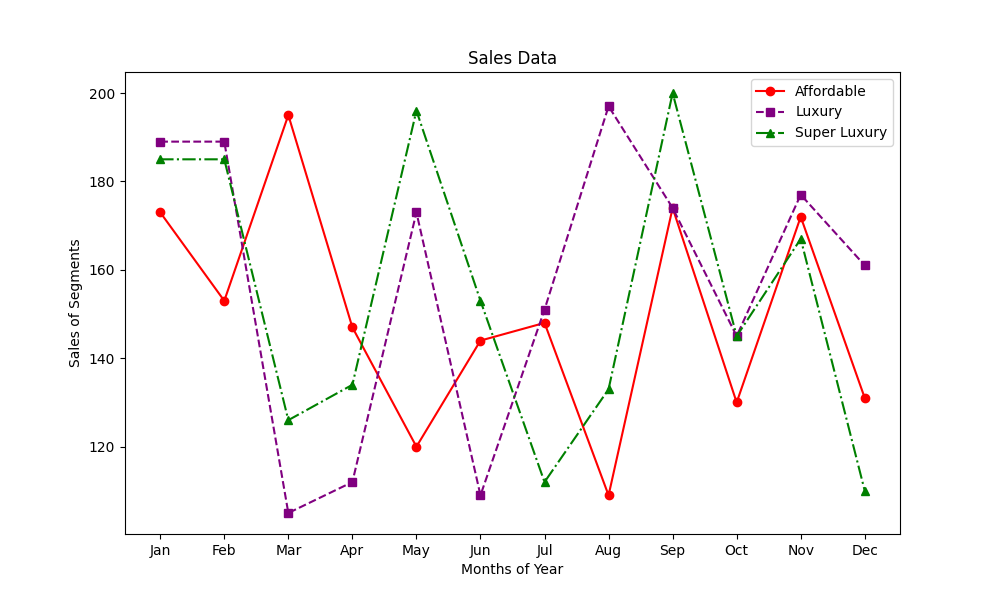 Sales Data
Affordable
Luxury
Super Luxury
Sales of Segments
200
180
160
140
120
Jan Feb Mar Apr May Jun Jul Aug Sep Oct Nov Dec
Months of Year